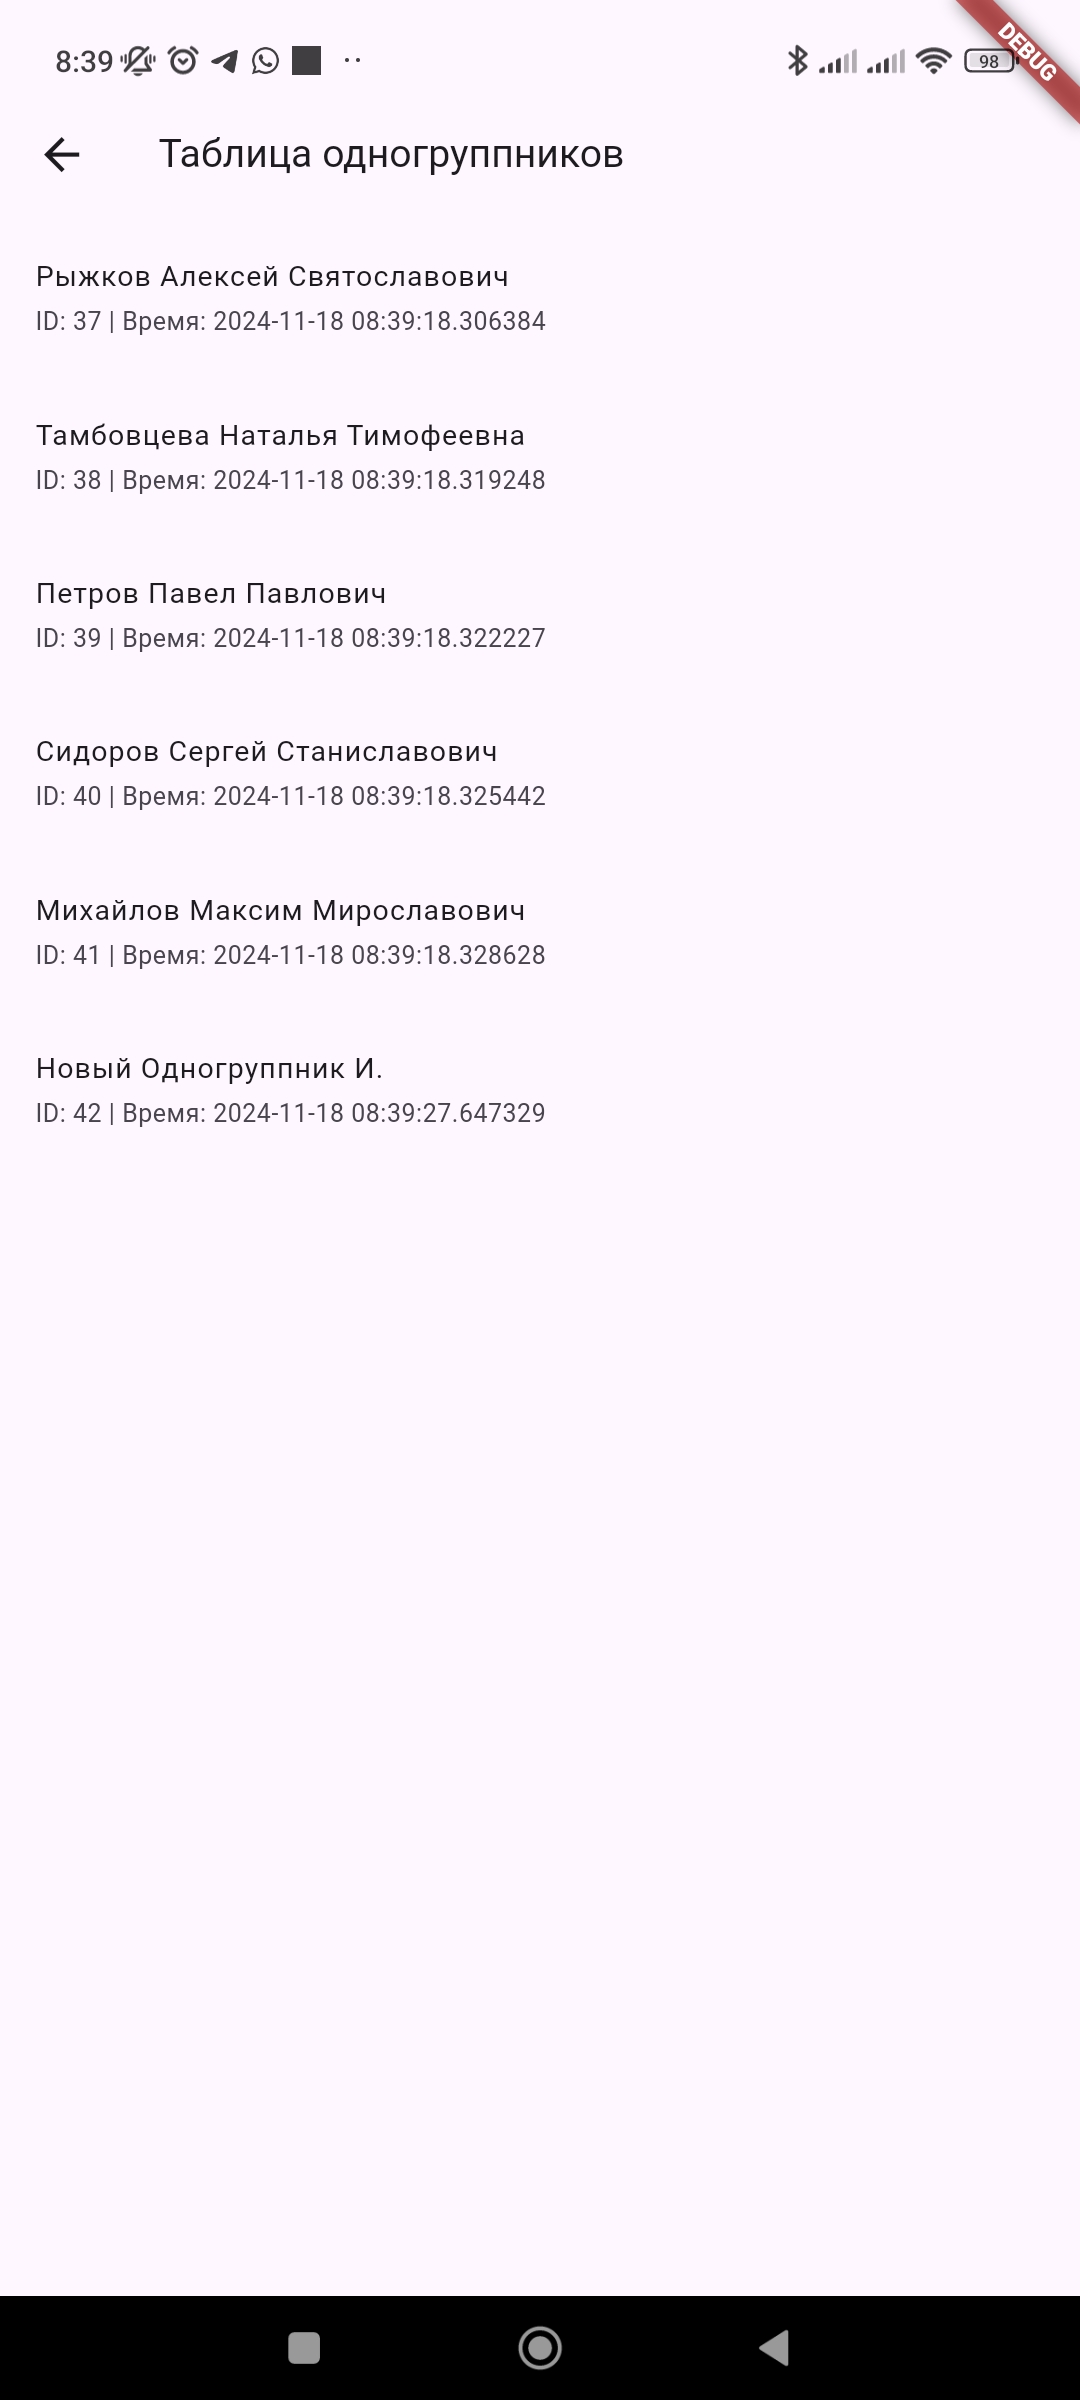 8:39
98
DEBUG
Таблица одногруппников
Рыжков Алексей Святославович
ID: 37 | Время: 2024-11-18 08:39:18.306384
Тамбовцева Наталья Тимофеевна
ID: 38 | Время: 2024-11-18 08:39:18.319248
Петров Павел Павлович
ID: 39 | Время: 2024-11-18 08:39:18.322227
Сидоров Сергей Станиславович
ID: 40 | Время: 2024-11-18 08:39:18.325442
Михайлов Максим Мирославович
ID: 41 | Время: 2024-11-18 08:39:18.328628
Новый Одногруппник И.
ID: 42 | Время: 2024-11-18 08:39:27.647329